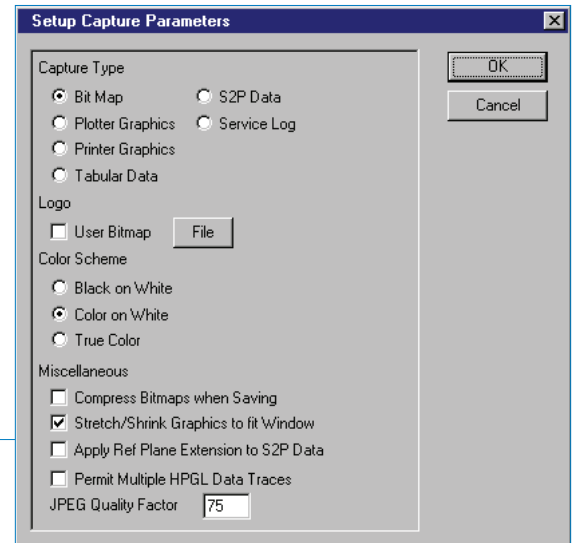 Setup Capture Parameters
OK
Cancel
Capture Type
Bit Map
S2P Data
Plotter Graphics
Service Log
Printer Graphics
Tabular Data
Logo
User Bitmap
File
Color Scheme
Black on White
Color on White
True Color
Miscellaneous
Compress Bitmaps when Saving
Stretch/Shrink Graphics to fit Window
Apply Ref Plane Extension to S2P Data
Permit Multiple HPGL Data Traces
JPEG Quality Factor 75